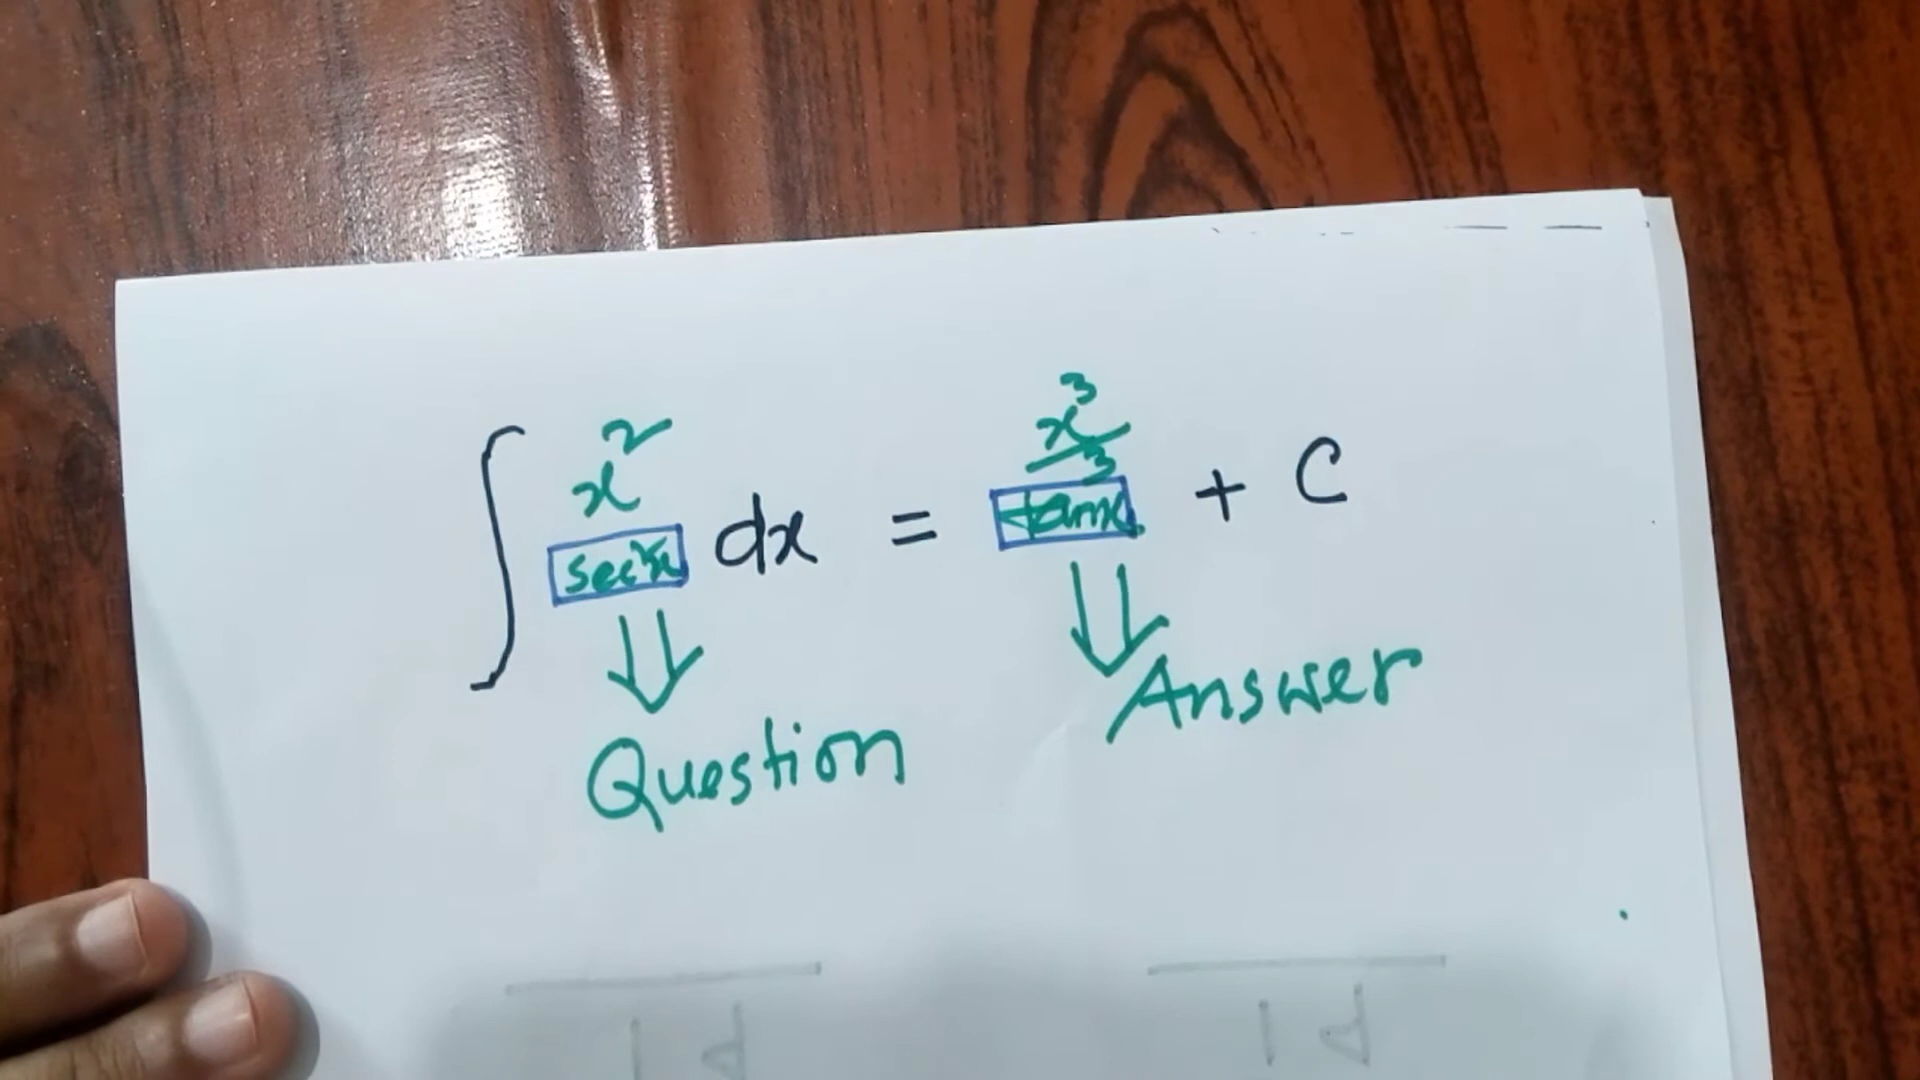 ∫ x² dx = x³/3 + C
sec²x tanx
Question Answer